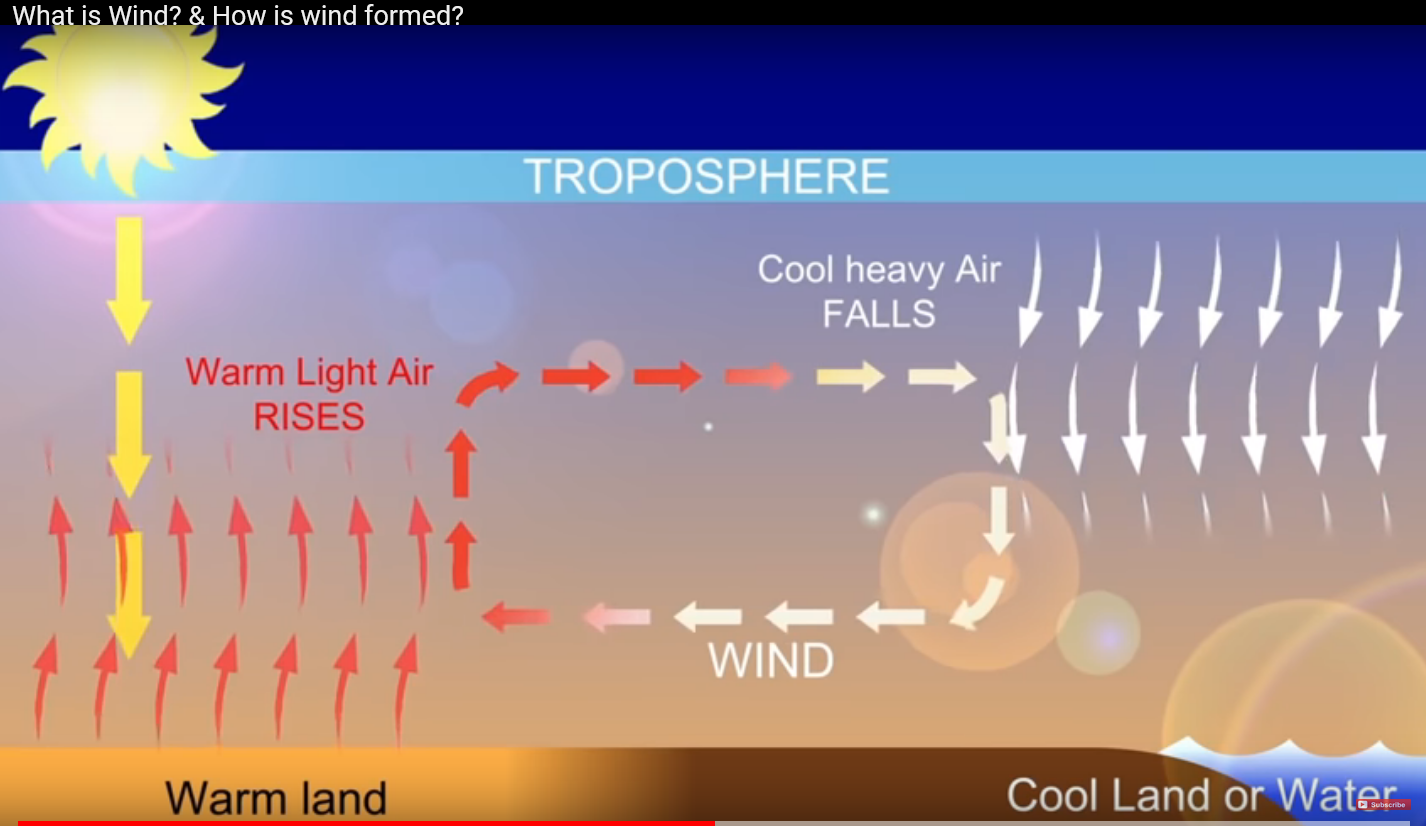 What is Wind? & How is wind formed?
TROPOSPHERE
Cool heavy Air
FALLS
Warm Light Air
RISES
WIND
Warm land
Cool Land or Water
Subscribe